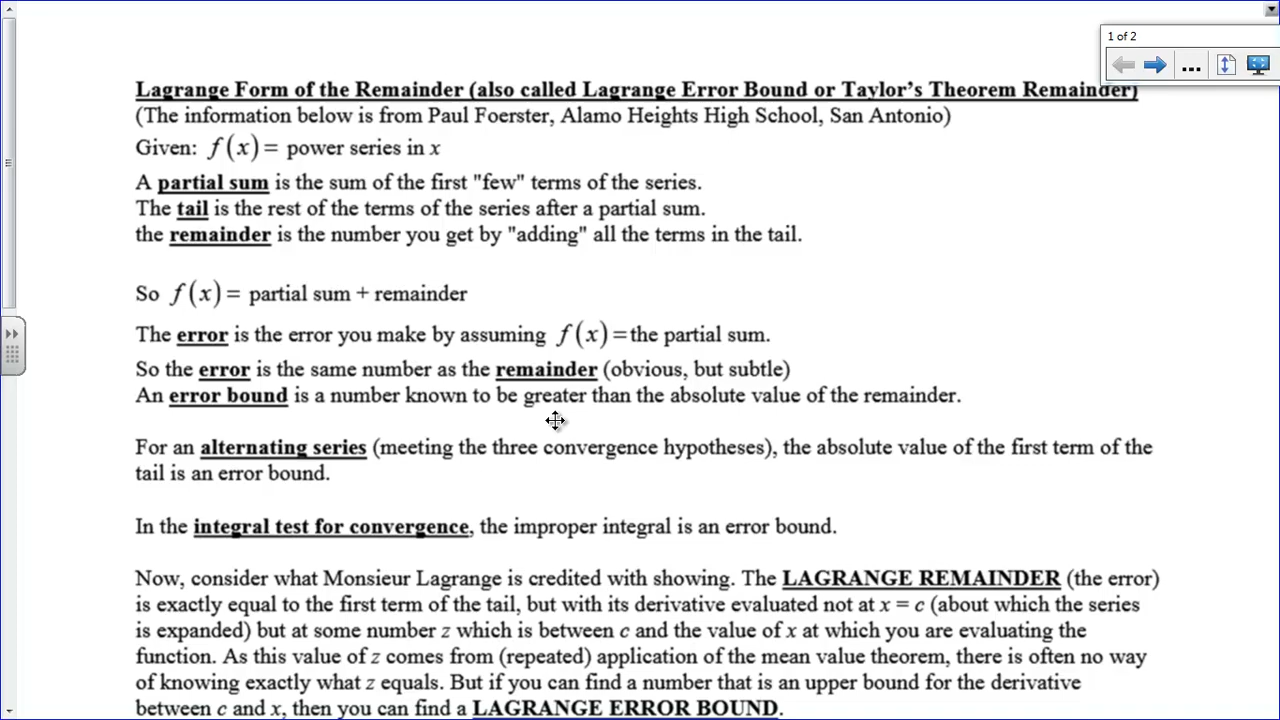 1 of 2
Lagrange Form of the Remainder (also called Lagrange Error Bound or Taylor's Theorem Remainder)
(The information below is from Paul Foerster, Alamo Heights High School, San Antonio)
Given: f(x)= power series in x
A partial sum is the sum of the first "few" terms of the series.
The tail is the rest of the terms of the series after a partial sum.
the remainder is the number you get by "adding" all the terms in the tail.
So f(x)= partial sum + remainder
The error is the error you make by assuming f(x)=the partial sum.
So the error is the same number as the remainder (obvious, but subtle)
An error bound is a number known to be greater than the absolute value of the remainder.
For an alternating series (meeting the three convergence hypotheses), the absolute value of the first term of the
tail is an error bound.
In the integral test for convergence, the improper integral is an error bound.
Now, consider what Monsieur Lagrange is credited with showing. The LAGRANGE REMAINDER (the error)
is exactly equal to the first term of the tail, but with its derivative evaluated not at x = c (about which the series
is expanded) but at some number z which is between c and the value of x at which you are evaluating the
function. As this value of z comes from (repeated) application of the mean value theorem, there is often no way
of knowing exactly what z equals. But if you can find a number that is an upper bound for the derivative
between c and x, then you can find a LAGRANGE ERROR BOUND.